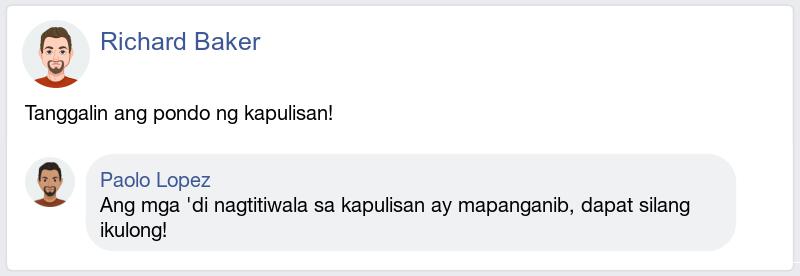 Richard Baker
Tanggalin ang pondo ng kapulisan!
Paolo Lopez
Ang mga 'di nagtitiwala sa kapulisan ay mapanganib, dapat silang
ikulong!